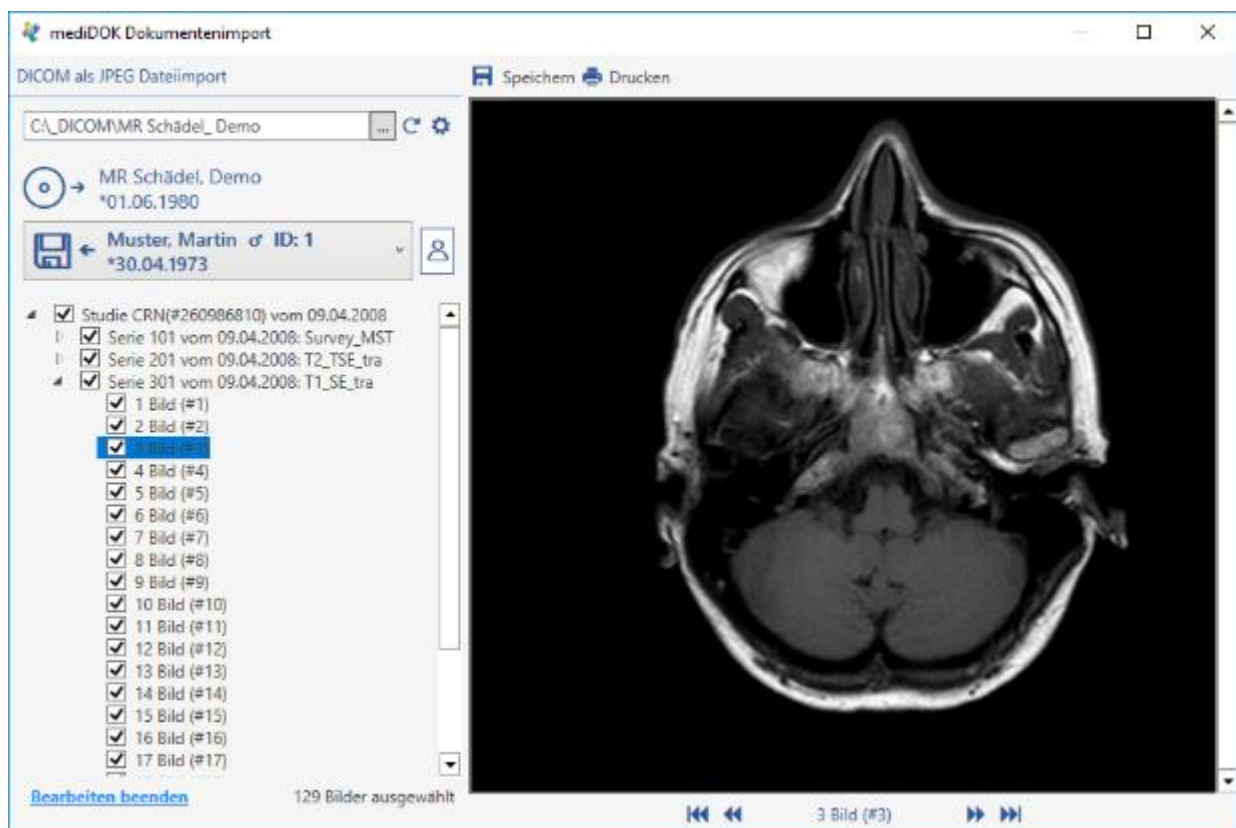 mediDOK Dokumentenimport
DICOM als JPEG Dateiimport
Speichern Drucken
C:\_DICOM\MR Schädel_ Demo ...
MR Schädel, Demo
*01.06.1980
Muster, Martin ♂ ID: 1
*30.04.1973
Studie CRN(#260986810) vom 09.04.2008
Serie 101 vom 09.04.2008: Survey_MST
Serie 201 vom 09.04.2008: T2_TSE_tra
Serie 301 vom 09.04.2008: T1_SE_tra
1 Bild (#1)
2 Bild (#2)
3 Bild (#3)
4 Bild (#4)
5 Bild (#5)
6 Bild (#6)
7 Bild (#7)
8 Bild (#8)
9 Bild (#9)
10 Bild (#10)
11 Bild (#11)
12 Bild (#12)
13 Bild (#13)
14 Bild (#14)
15 Bild (#15)
16 Bild (#16)
17 Bild (#17)
Bearbeiten beenden
129 Bilder ausgewählt
3 Bild (#3)